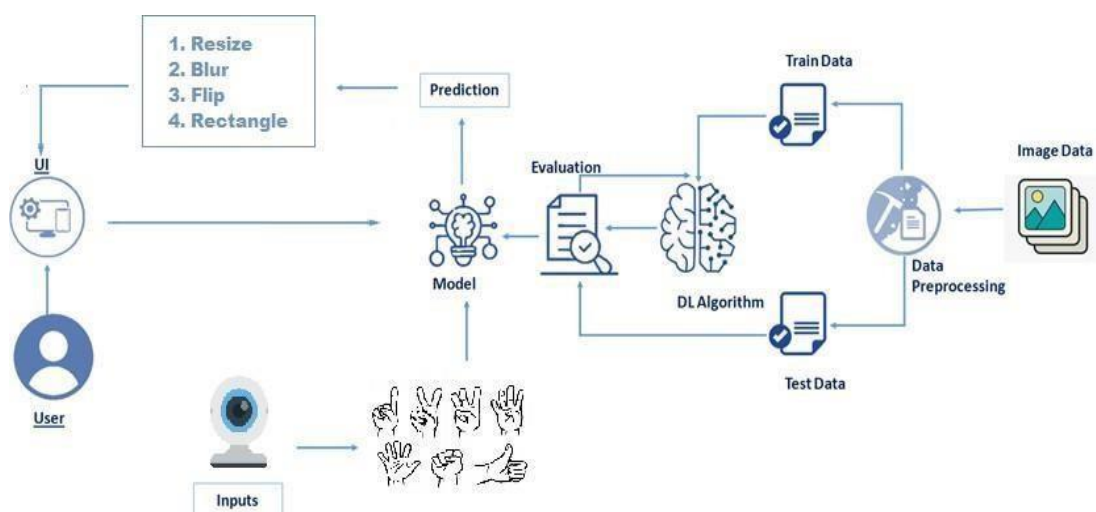 1. Resize
2. Blur
3. Flip
4. Rectangle
Prediction
Train Data
Image Data
UI
Evaluation
Model
DL Algorithm
Data
Preprocessing
Test Data
User
Inputs